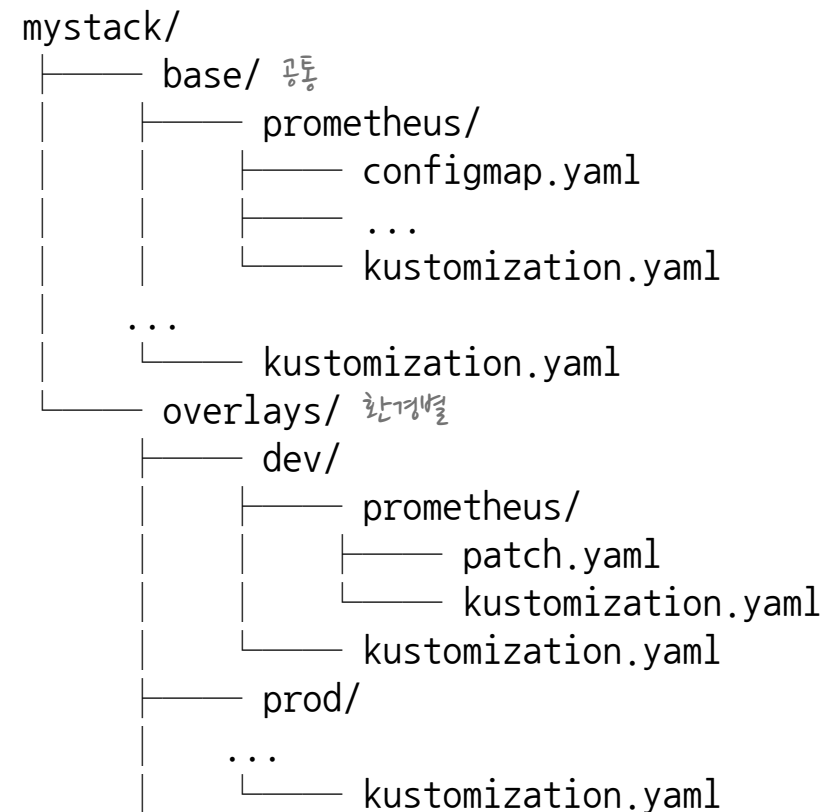 mystack/
base/ 공통
prometheus/
configmap.yaml
...
kustomization.yaml
...
kustomization.yaml
overlays/ 환경별
dev/
prometheus/
patch.yaml
kustomization.yaml
kustomization.yaml
prod/
...
kustomization.yaml